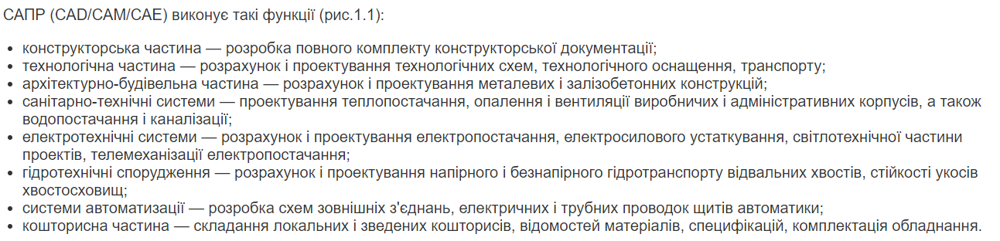 САПР (CAD/CAM/CAE) виконує такі функції (рис.1.1):
• конструкторська частина — розробка повного комплекту конструкторської документації;
• технологічна частина — розрахунок і проектування технологічних схем, технологічного оснащення, транспорту;
• архітектурно-будівельна частина — розрахунок і проектування металевих і залізобетонних конструкцій;
• санітарно-технічні системи — проектування теплопостачання, опалення і вентиляції виробничих і адміністративних корпусів, а також
водопостачання і каналізації;
• електротехнічні системи — розрахунок і проектування електропостачання, електросилового устаткування, світлотехнічної частини
проектів, телемеханізації електропостачання;
• гідротехнічні спорудження — розрахунок і проектування напірного і безнапірного гідротранспорту відвальних хвостів, стійкості укосів
хвостосховищ;
• системи автоматизації — розробка схем зовнішніх з'єднань, електричних і трубних проводок щитів автоматики;
• кошторисна частина — складання локальних і зведених кошторисів, відомостей матеріалів, специфікацій, комплектація обладнання.